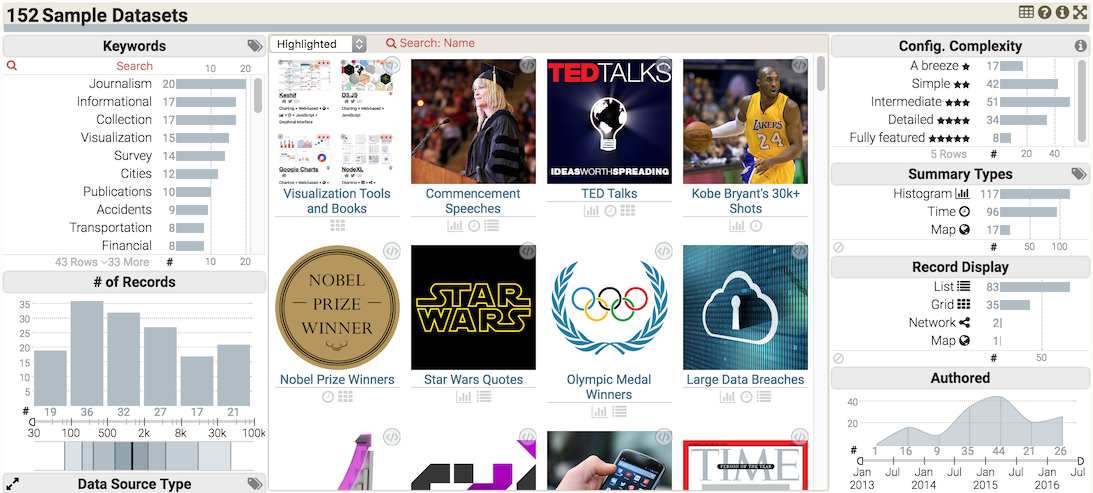 152 Sample Datasets
Keywords
Search
10 20
Journalism 20
Informational 17
Collection 17
Visualization 15
Survey 14
Cities 12
Publications 10
Accidents 9
Transportation 8
Financial 8
43 Rows 33 More # 10 20
# of Records
35
30
25
20
15
10
5
# 19 36 32 27 17 21
30 100 500 2k 8k 30k 100k
Data Source Type
Highlighted
Search: Name
Keshif
D3.JS
Google Charts
NodeXL
Visualization Tools
and Books
Commencement
Speeches
TEDTALKS
IDEASWORTHSPREADING
TED Talks
LAKERS
24
Kobe Bryant's 30k+
Shots
NOBEL
PRIZE
WINNER
Nobel Prize Winners
STAR
WARS
Star Wars Quotes
Olympic Medal
Winners
Large Data Breaches
PERSON OF THE YEAR
TIME
Config. Complexity
A breeze 17
Simple 42
Intermediate 51
Detailed 34
Fully featured 8
5 Rows # 20 40
Summary Types
Histogram 117
Time 96
Map 17
# 50 100
Record Display
List 83
Grid 35
Network 2
Map 1
# 50
Authored
40
20
# 1 16 9 35 44 21 26
Jan Jul Jan Jul Jan Jul Jan Jul
2013 2014 2015 2016